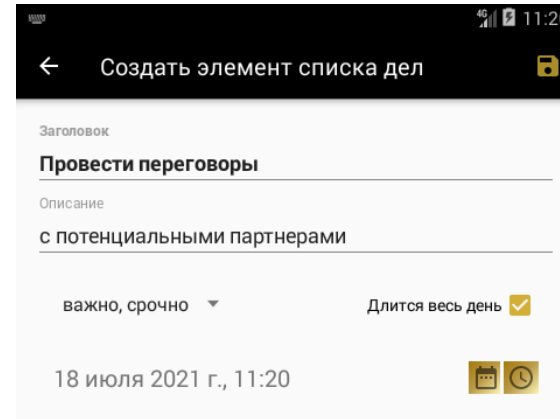 4G 11:2
Создать элемент списка дел
Заголовок
Провести переговоры
Описание
с потенциальными партнерами
важно, срочно Длится весь день
18 июля 2021 г., 11:20